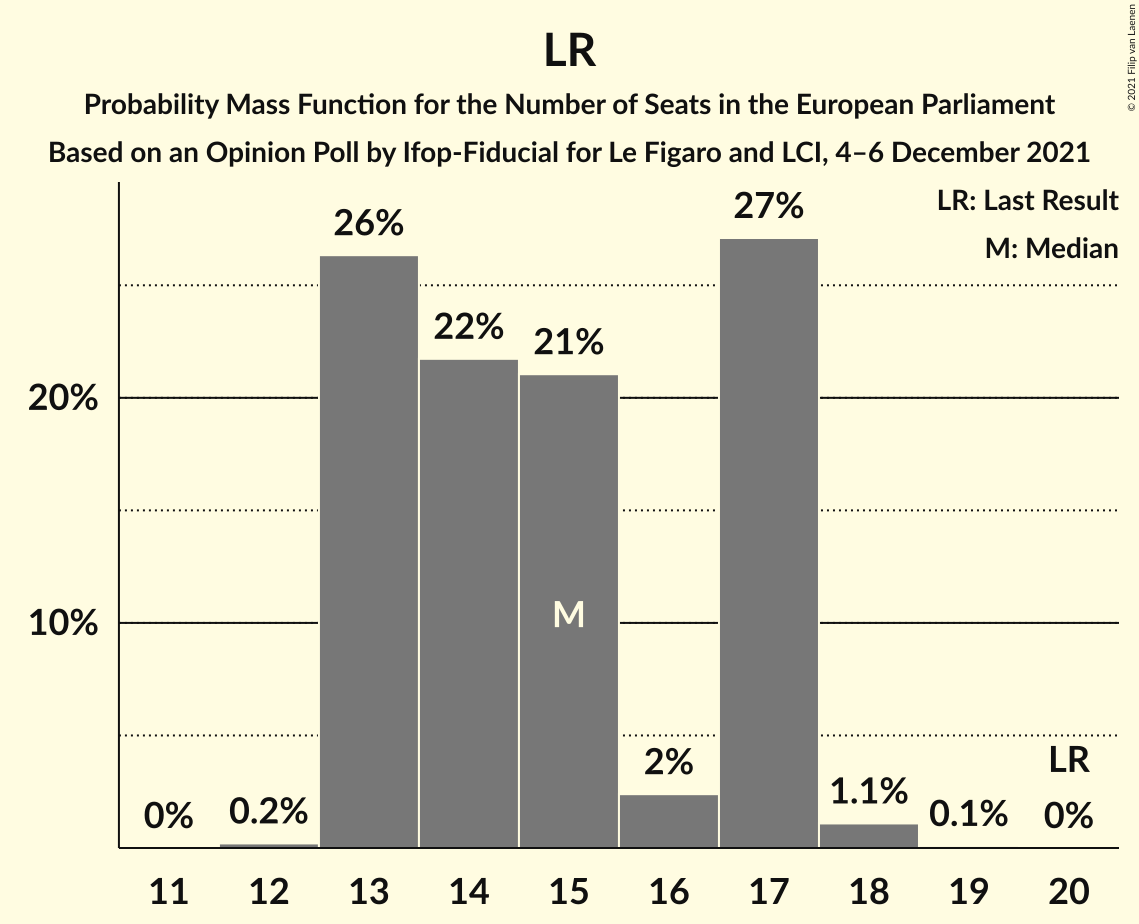 LR
Probability Mass Function for the Number of Seats in the European Parliament
Based on an Opinion Poll by Ifop-Fiducial for Le Figaro and LCI, 4–6 December 2021
© 2021 Filip van Laenen
LR: Last Result
M: Median
20%
10%
0%
0.2%
26%
22%
21%
M
2%
27%
1.1%
0.1%
LR
0%
11
12
13
14
15
16
17
18
19
20